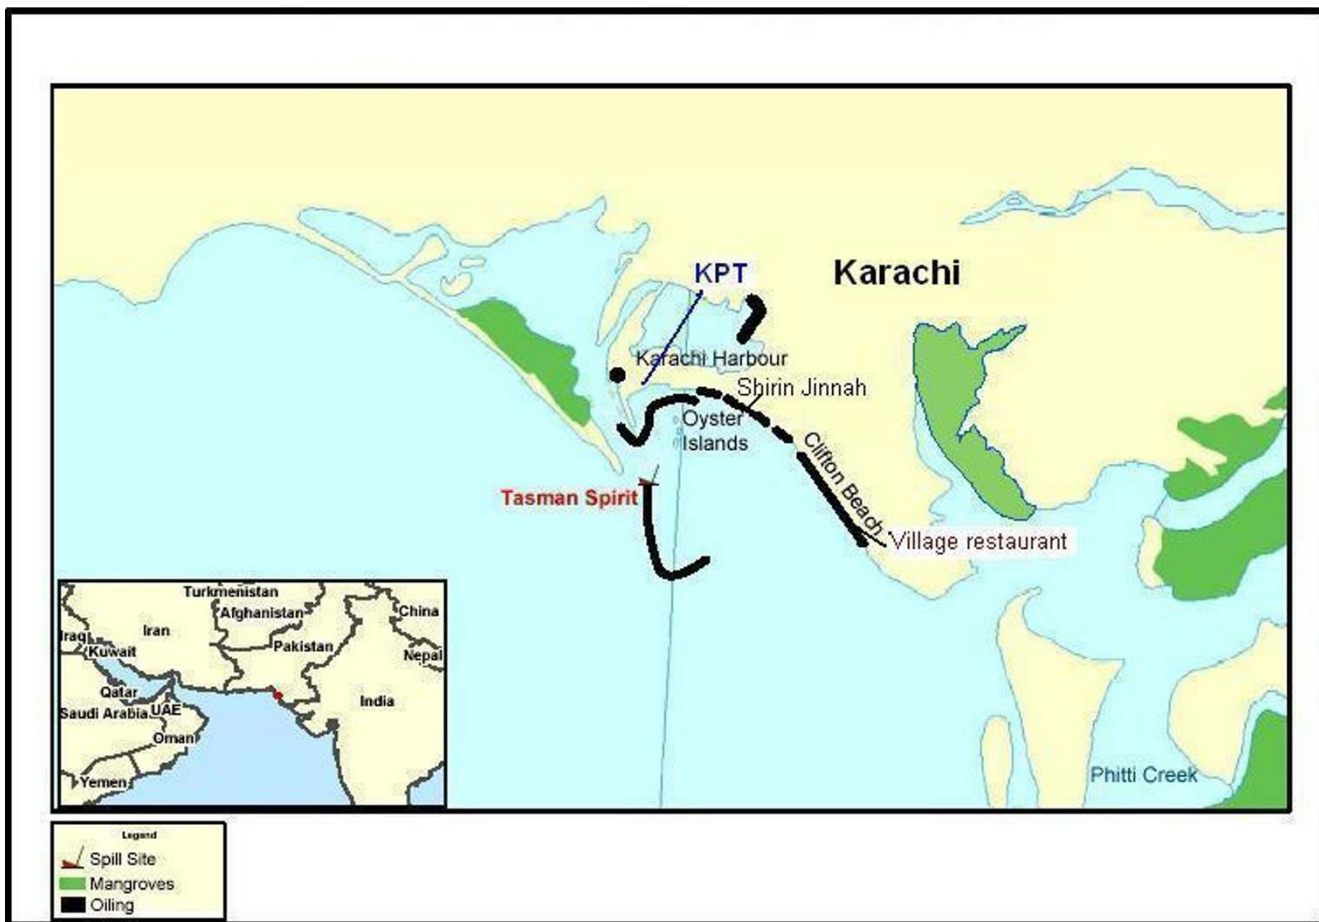 KPT
Karachi
Karachi Harbour
Shirin Jinnah
Oyster
Islands
Clifton Beach
Tasman Spirit
Village restaurant
Phitti Creek
Turkmenistan
Afghanistan
China
Iraq
Iran
Pakistan
Kuwait
Nepal
Qatar
India
Saudi Arabia
UAE
Oman
Yemen
Legend
Spill Site
Mangroves
Oiling